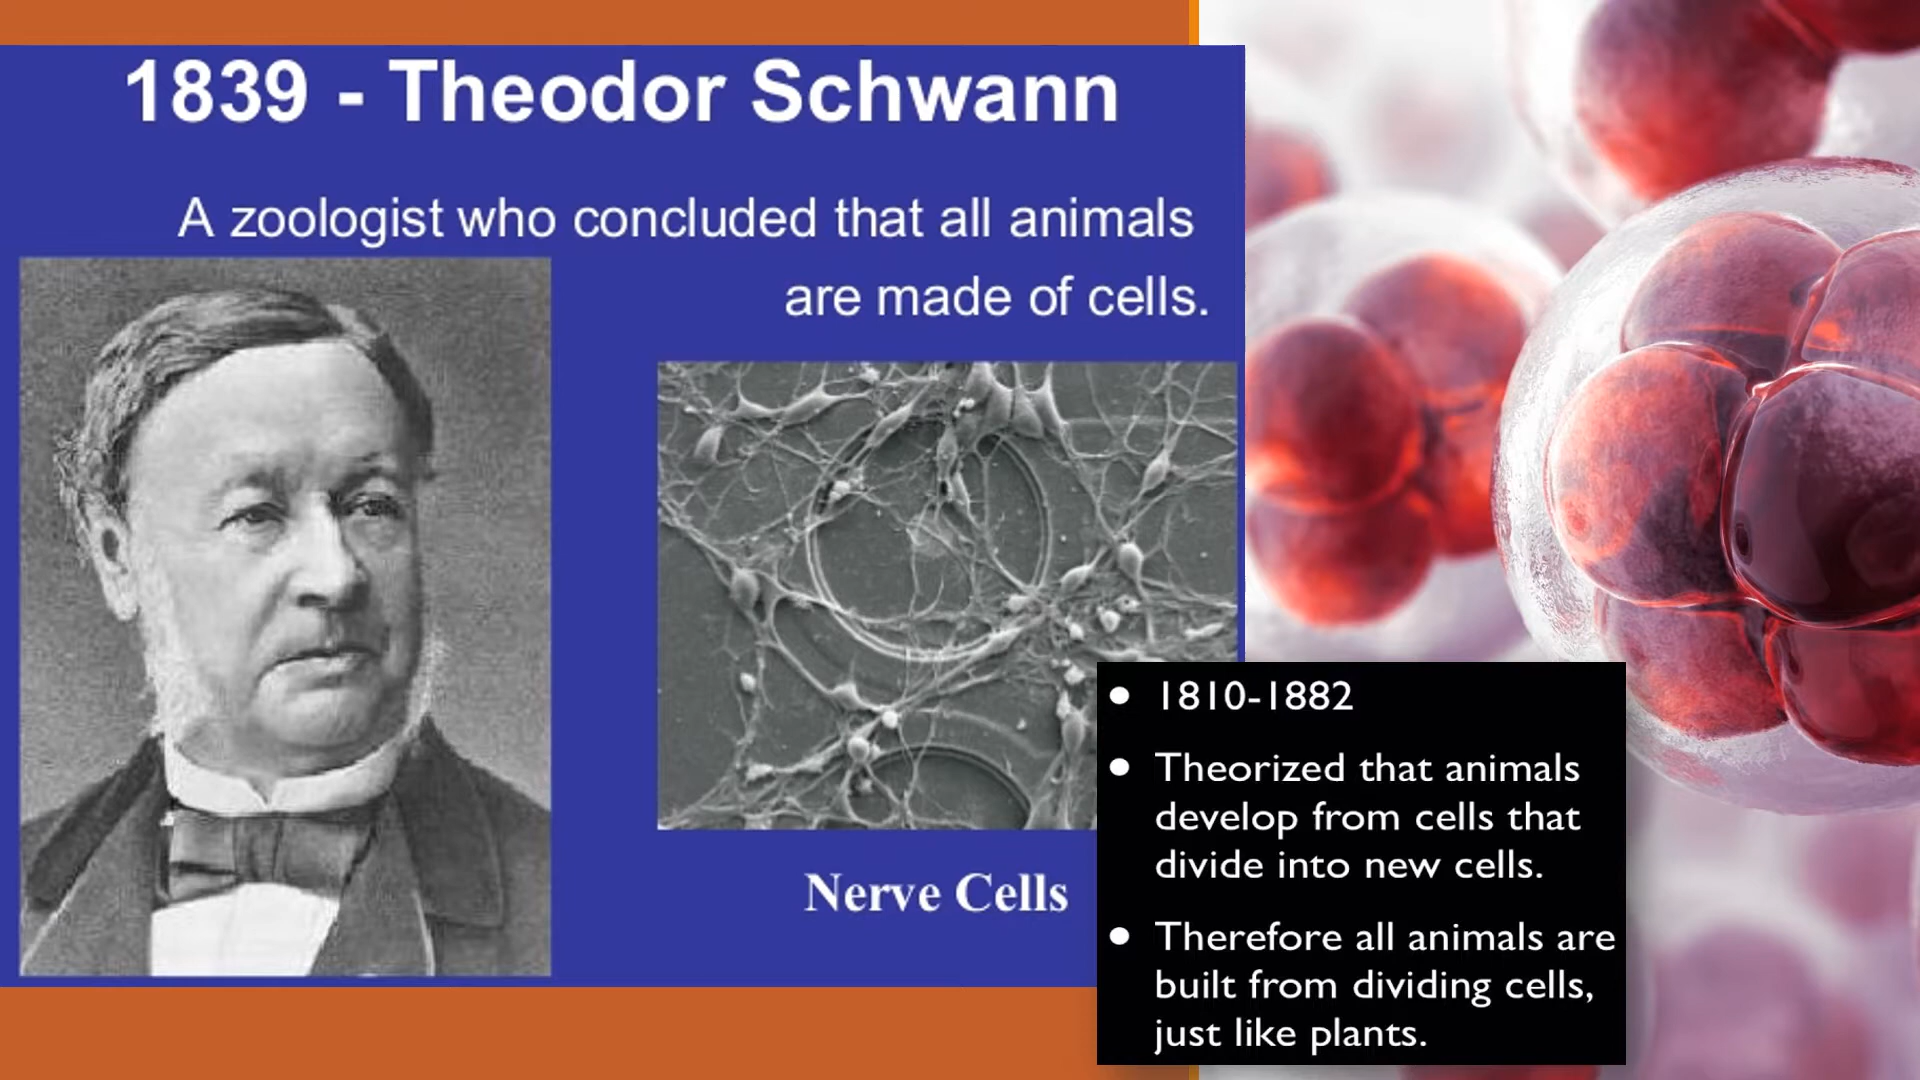 1839 - Theodor Schwann
A zoologist who concluded that all animals
are made of cells.
Nerve Cells
• 1810-1882
• Theorized that animals
develop from cells that
divide into new cells.
• Therefore all animals are
built from dividing cells,
just like plants.